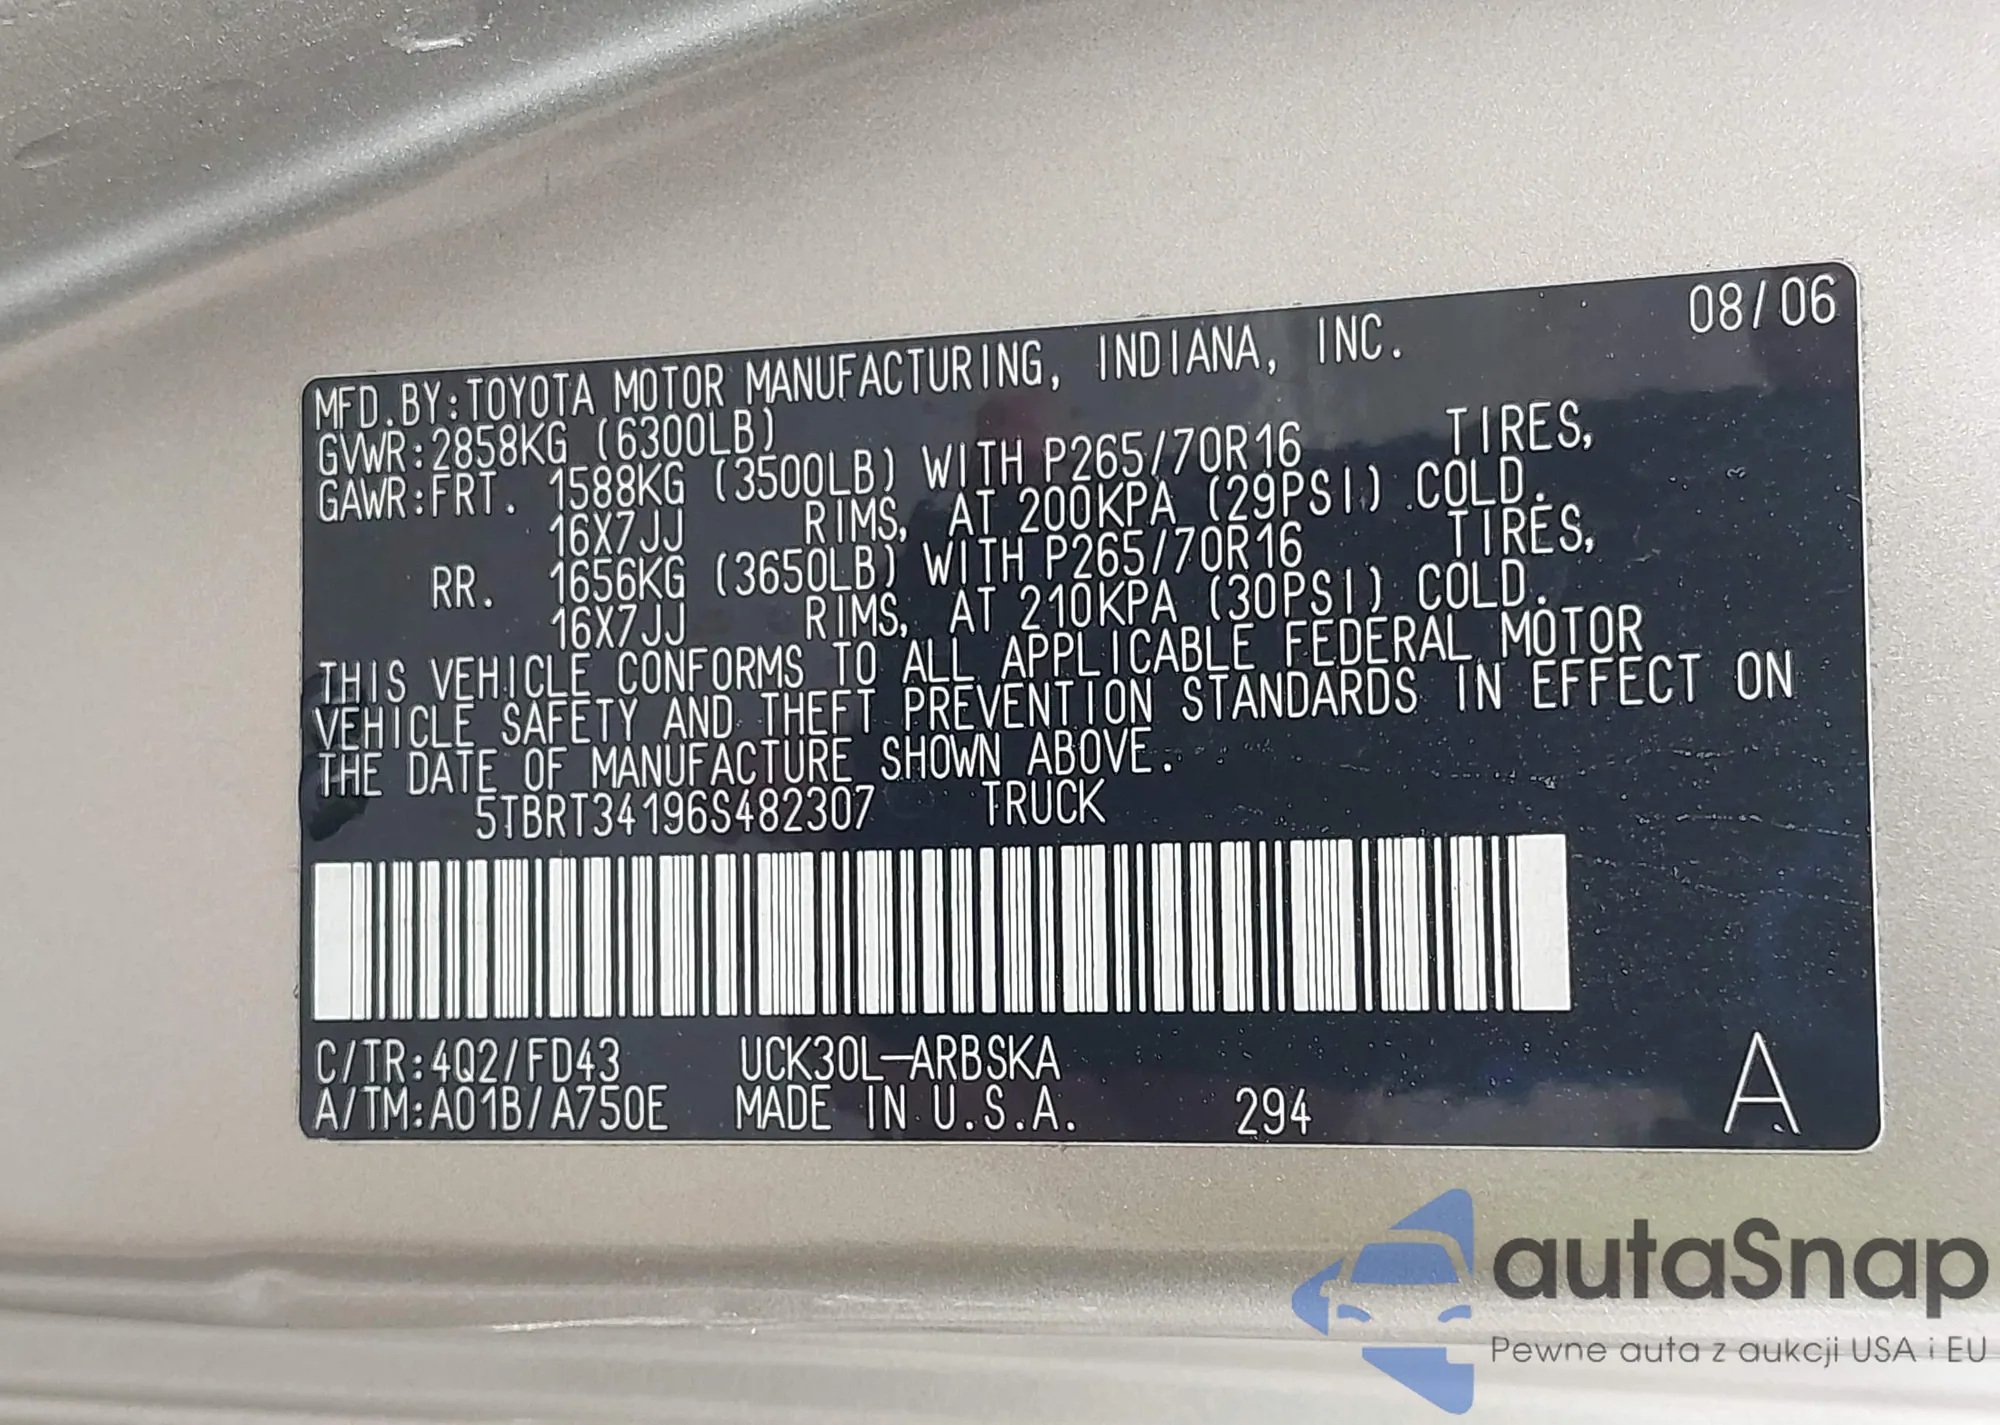 08/06
MFD.BY:TOYOTA MOTOR MANUFACTURING, INDIANA, INC.
GVWR:2858KG (6300LB)
GAWR:FRT. 1588KG (3500LB) WITH P265/70R16 TIRES,
16X7JJ RIMS, AT 200KPA (29PSI) COLD.
RR. 1656KG (3650LB) WITH P265/70R16 TIRES,
16X7JJ RIMS, AT 210KPA (30PSI) COLD.
THIS VEHICLE CONFORMS TO ALL APPLICABLE FEDERAL MOTOR
VEHICLE SAFETY AND THEFT PREVENTION STANDARDS IN EFFECT ON
THE DATE OF MANUFACTURE SHOWN ABOVE.
5TBRT34196S482307 TRUCK
C/TR:4Q2/FD43 UCK30L-ARBSKA
A/TM:A01B/A750E MADE IN U.S.A. 294 A
autaSnap
Pewne auta z aukcji USA i EU